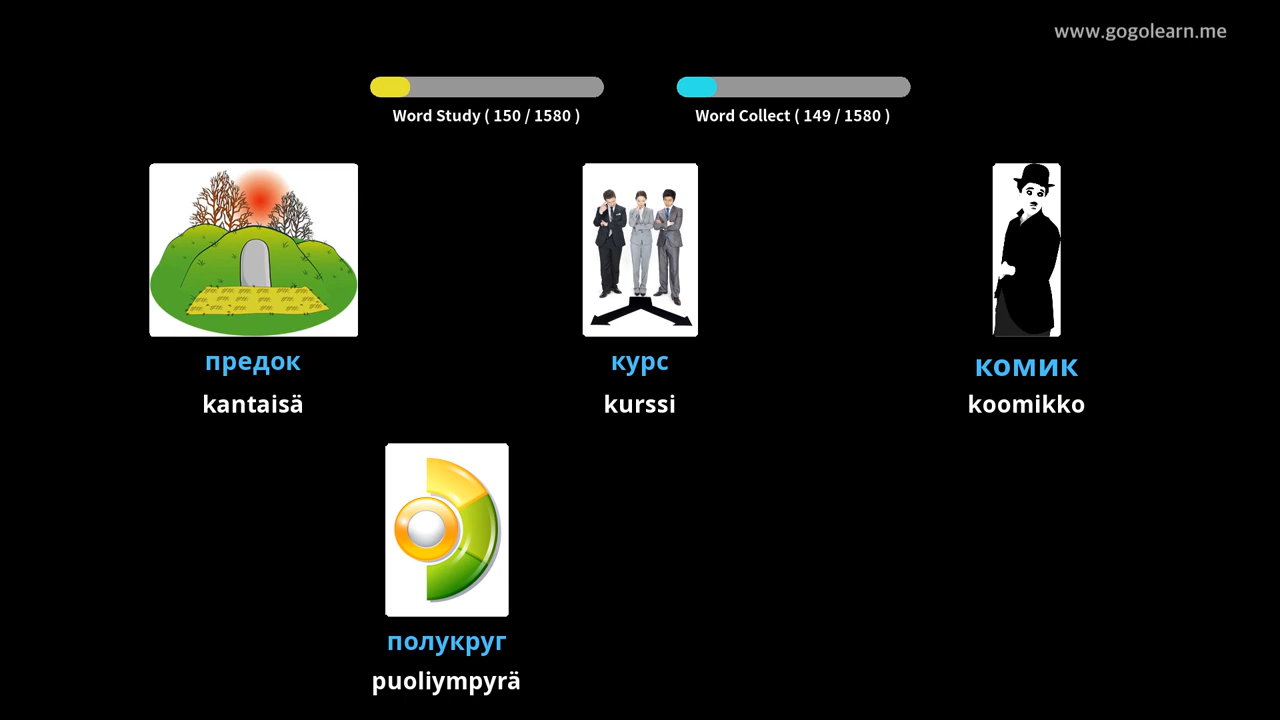 www.gogolearn.me
Word Study ( 150 / 1580 )
Word Collect ( 149 / 1580 )
предок
курс
комик
kantaisä
kurssi
koomikko
полукруг
puoliympyrä